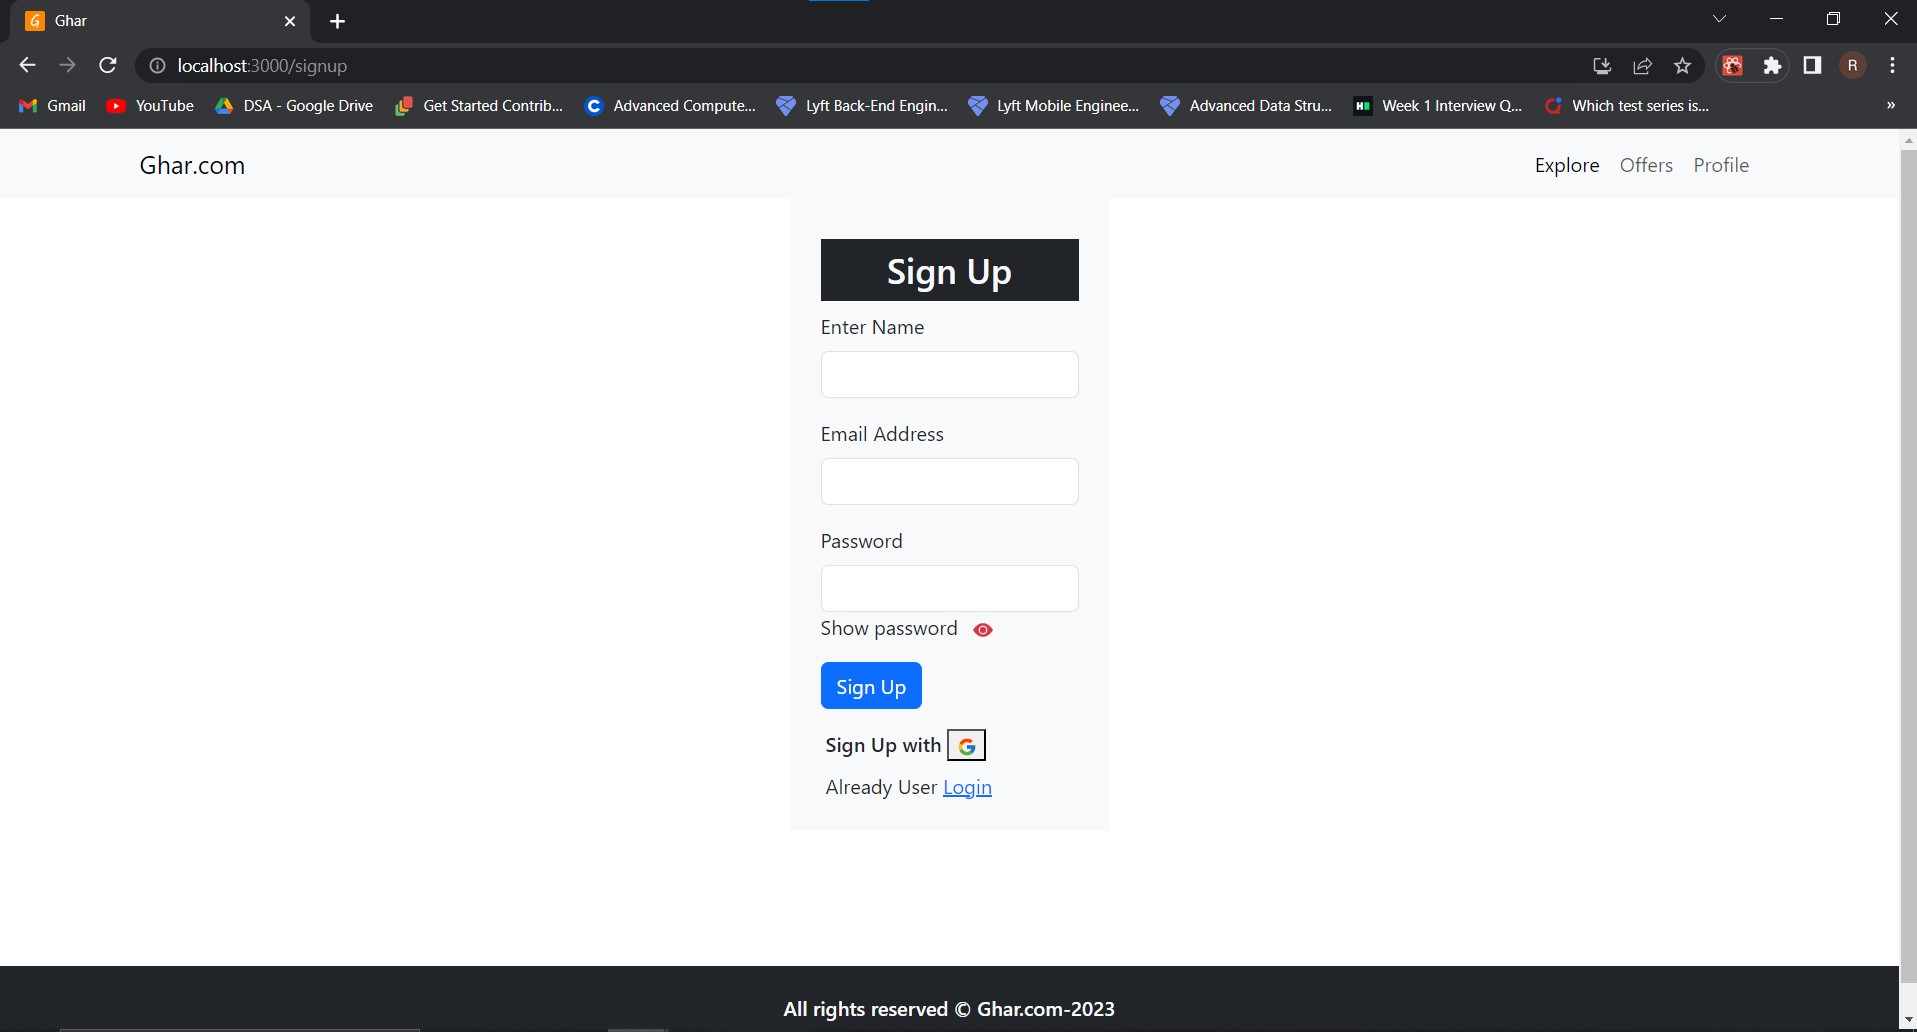 Ghar
localhost:3000/signup
R
Gmail YouTube DSA - Google Drive Get Started Contrib... Advanced Compute... Lyft Back-End Engin... Lyft Mobile Enginee... Advanced Data Stru... Week 1 Interview Q... Which test series is... »
Ghar.com Explore Offers Profile
Sign Up
Enter Name
Email Address
Password
Show password
Sign Up
Sign Up with G
Already User Login
All rights reserved © Ghar.com-2023